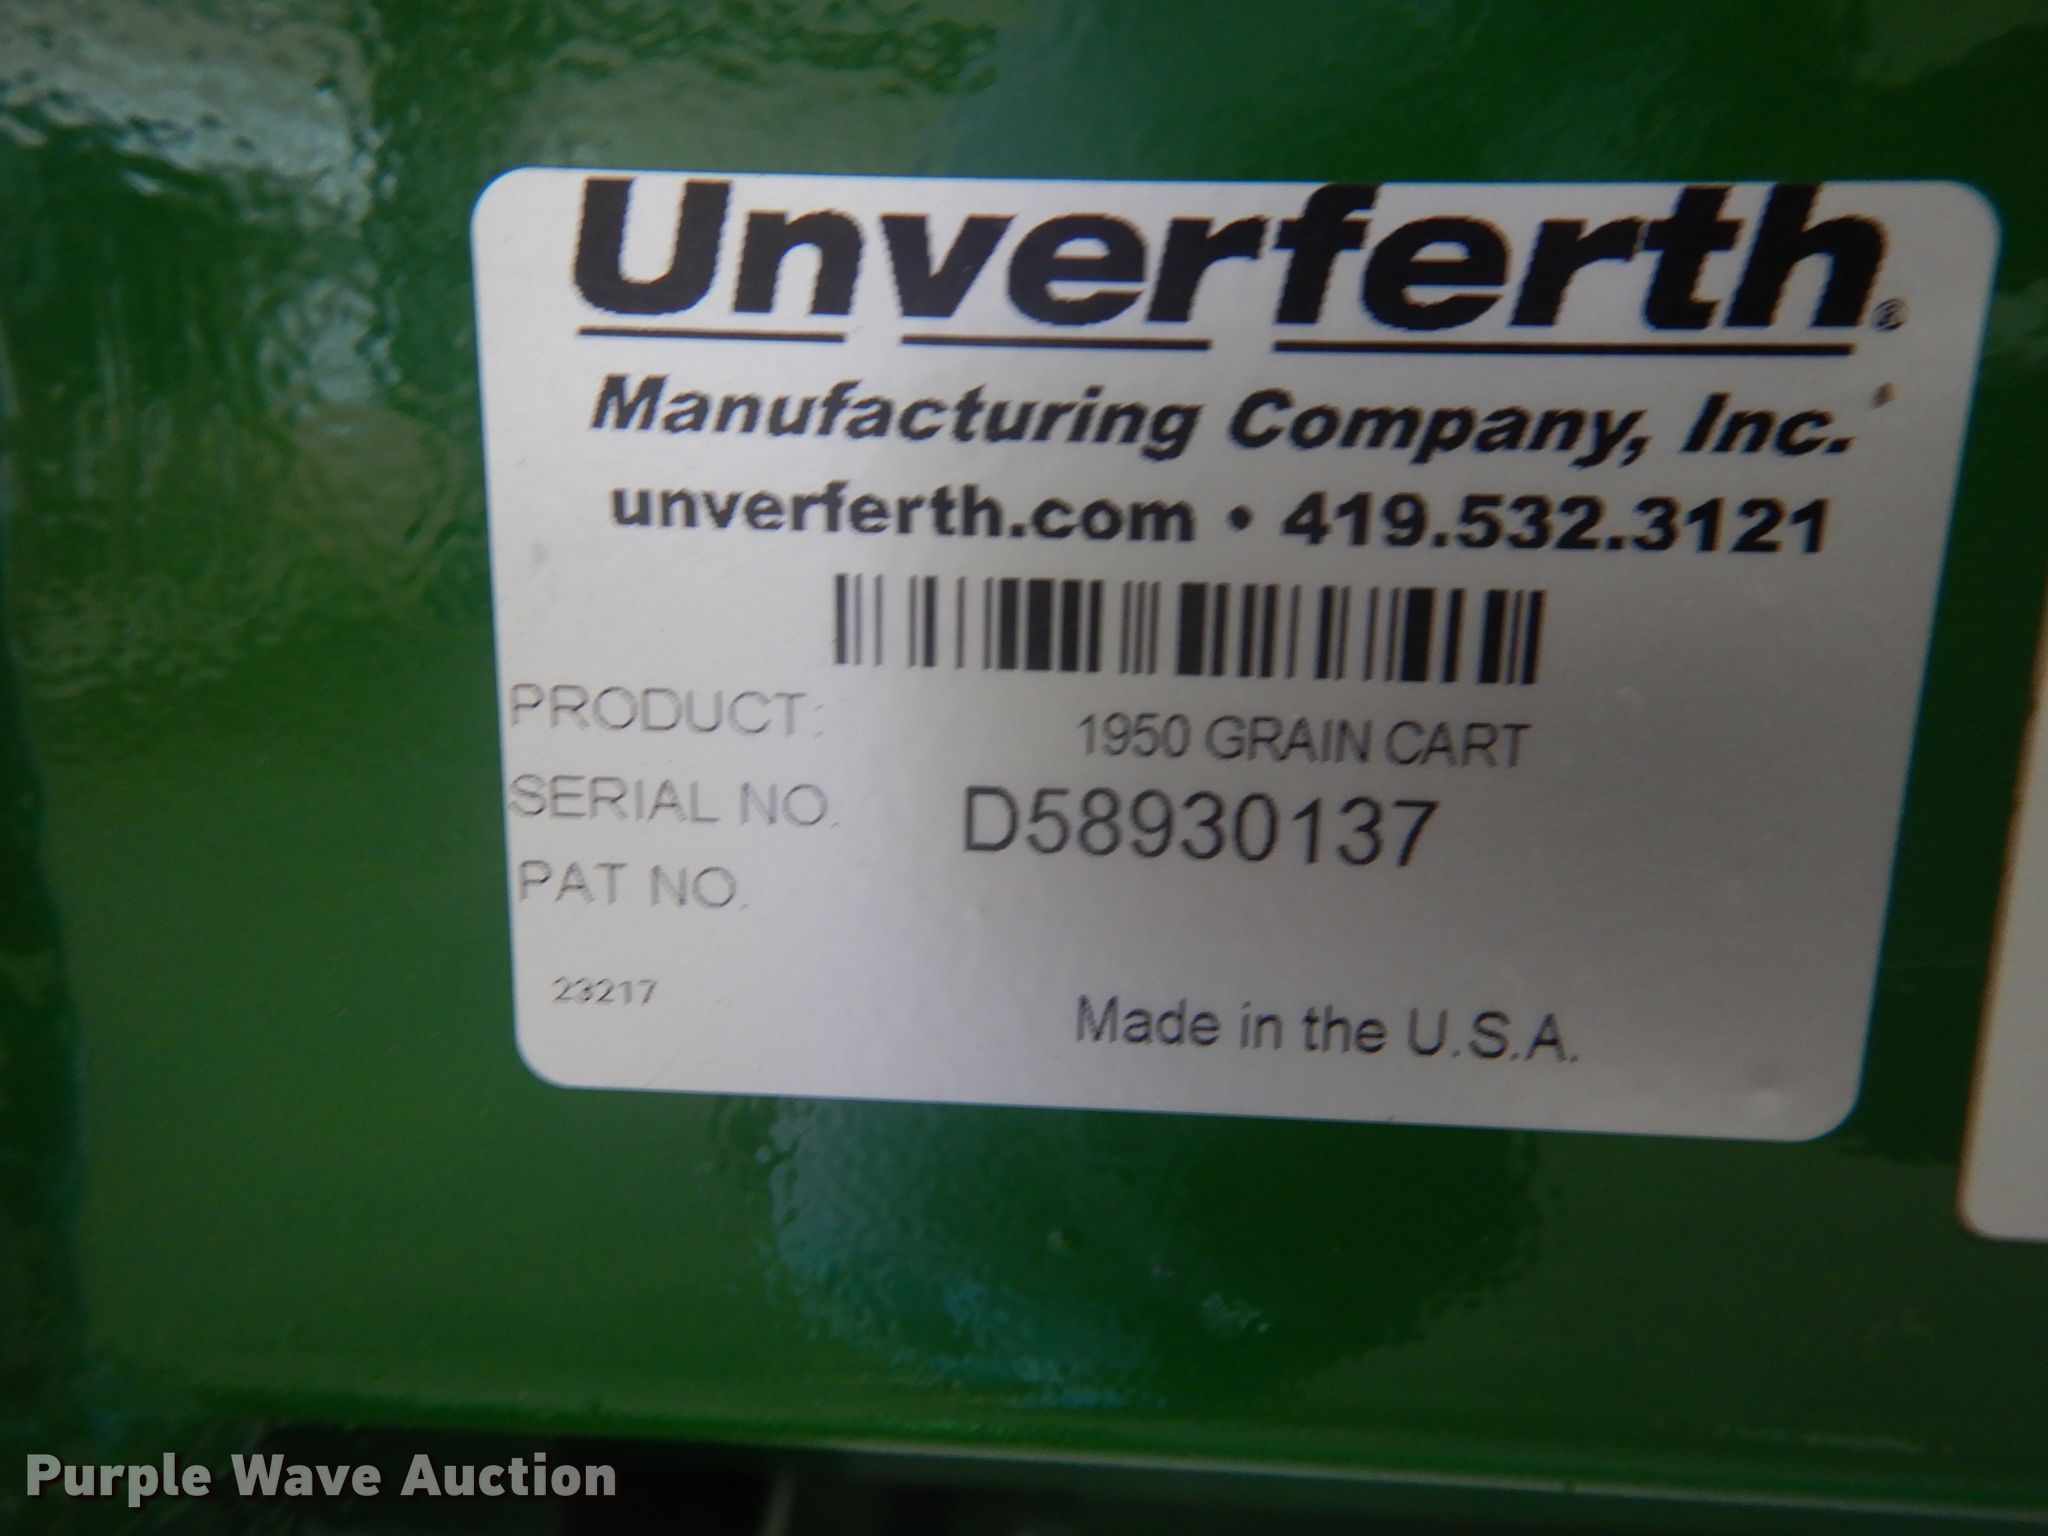 Unverferth®
Manufacturing Company, Inc.
unverferth.com • 419.532.3121
PRODUCT: 1950 GRAIN CART
SERIAL NO. D58930137
PAT NO.
23217
Made in the U.S.A.
Purple Wave Auction